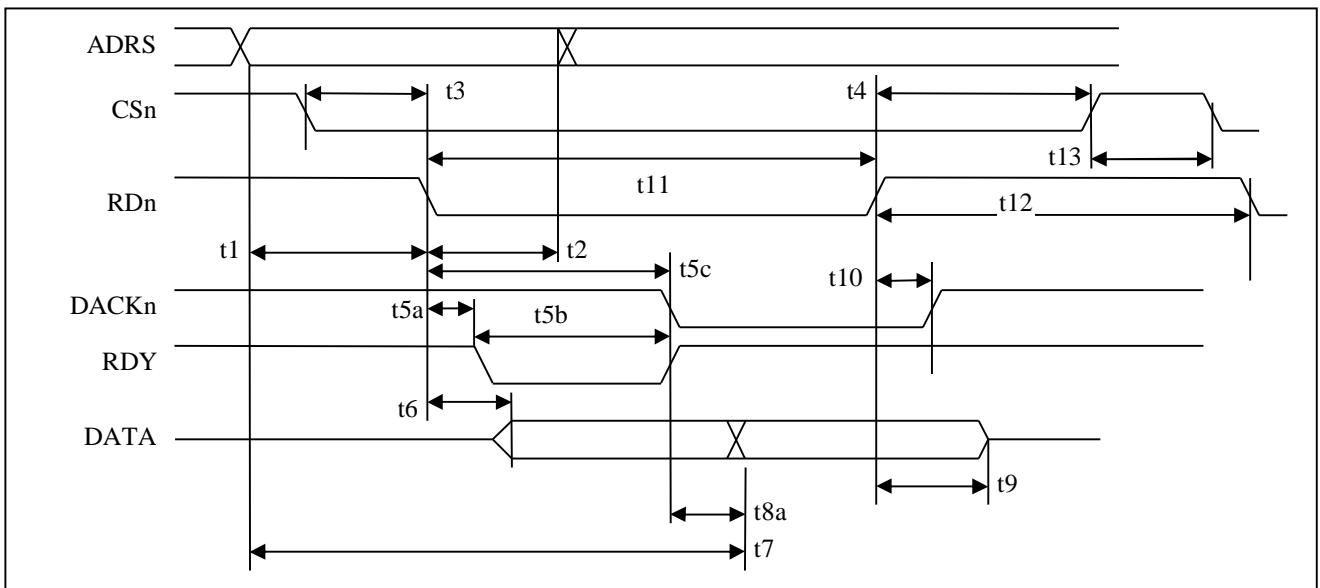 ADRS
t3
t4
CSn
t13
t11
RDn
t12
t1
t2
t5c
t10
DACKn
t5a
t5b
RDY
t6
DATA
t9
t8a
t7